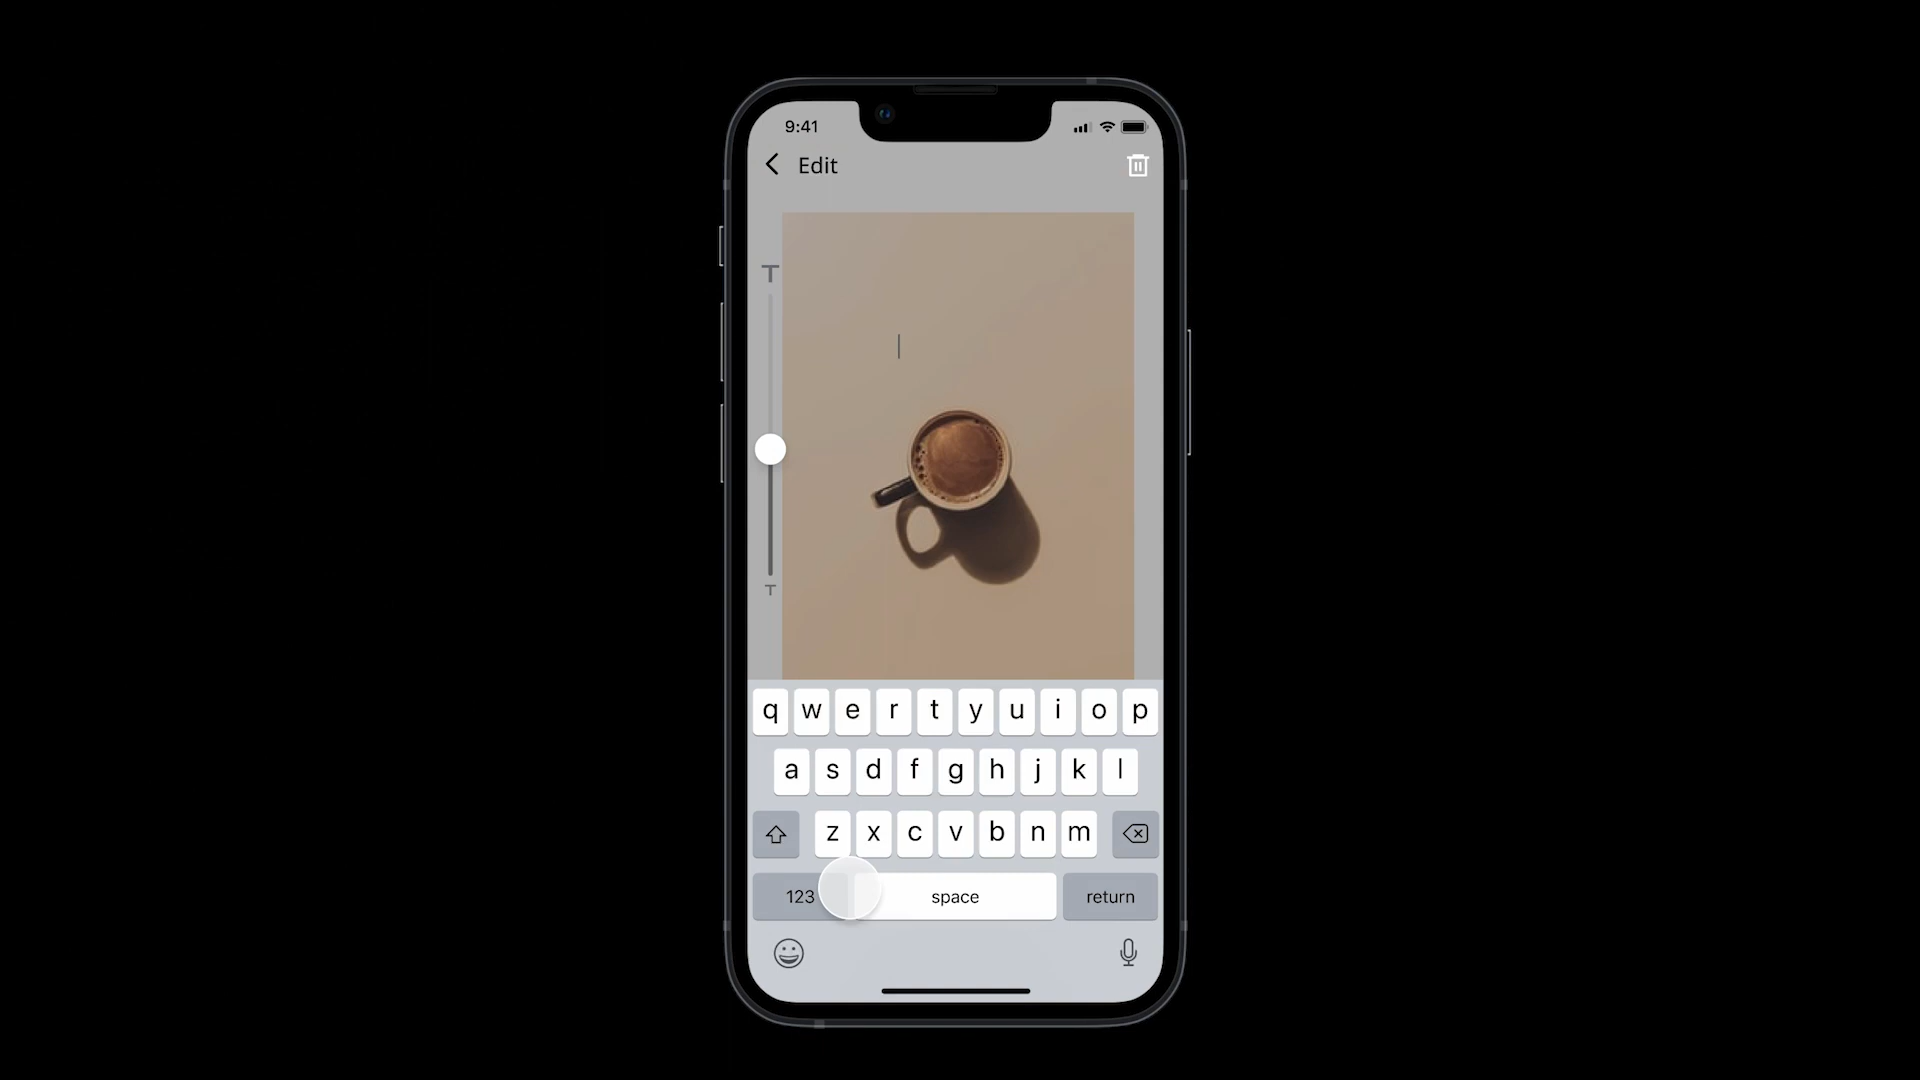 9:41
Edit
T
T
q w e r t y u i o p
a s d f g h j k l
z x c v b n m
123 space return